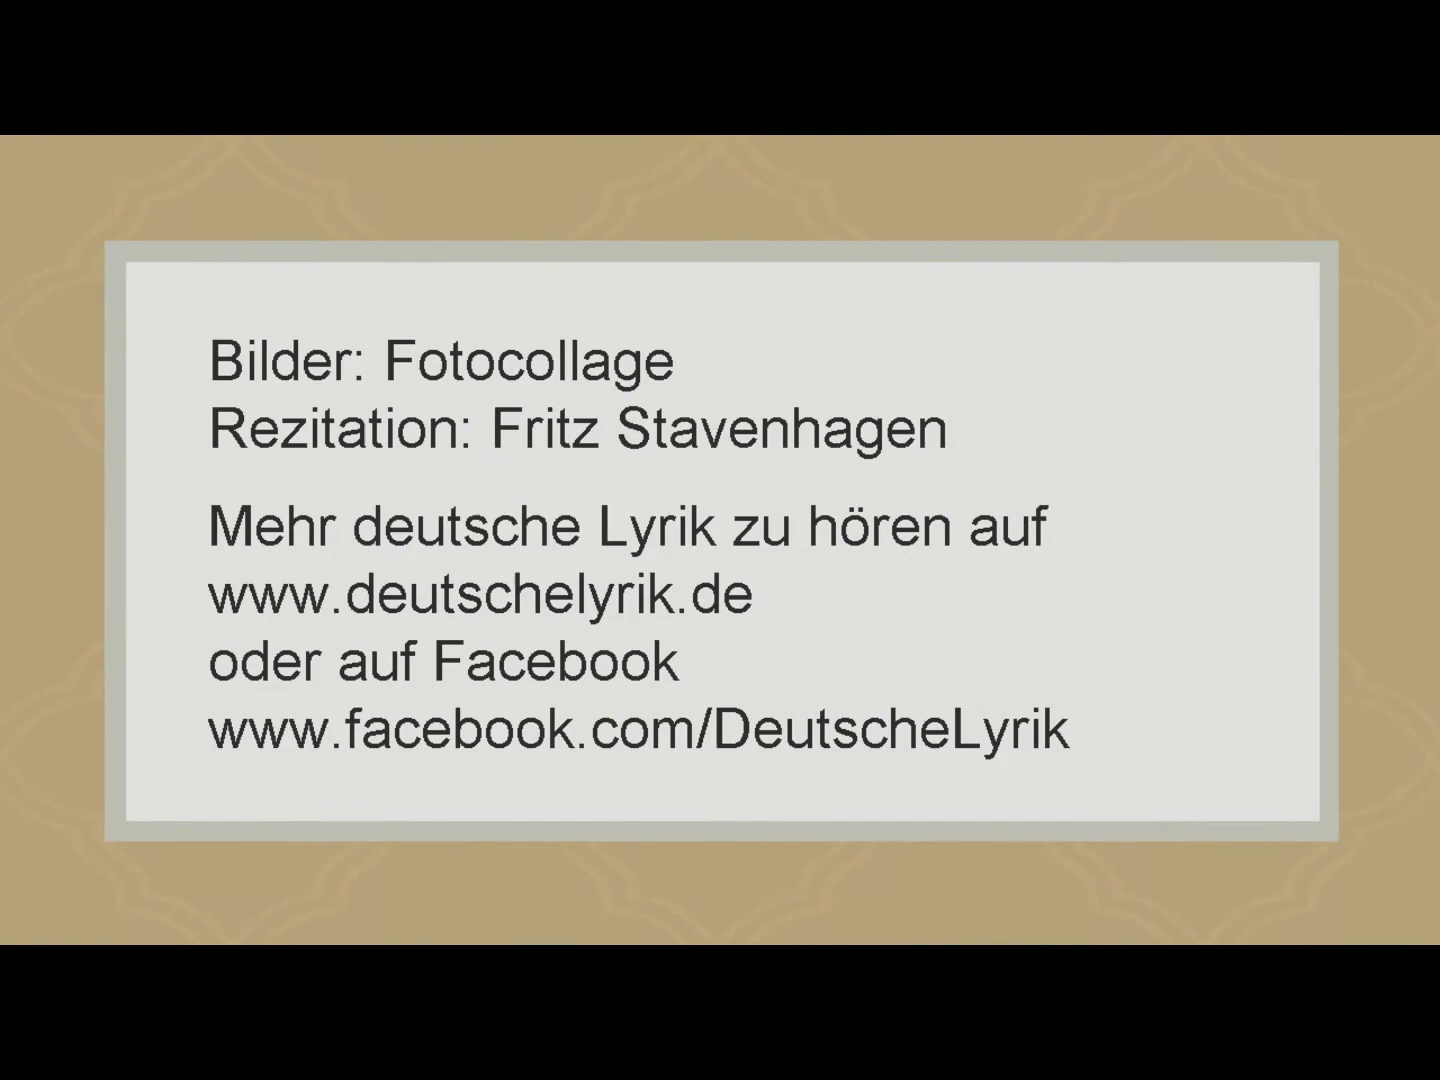 Bilder: Fotocollage
Rezitation: Fritz Stavenhagen
Mehr deutsche Lyrik zu hören auf
www.deutschelyrik.de
oder auf Facebook
www.facebook.com/DeutscheLyrik